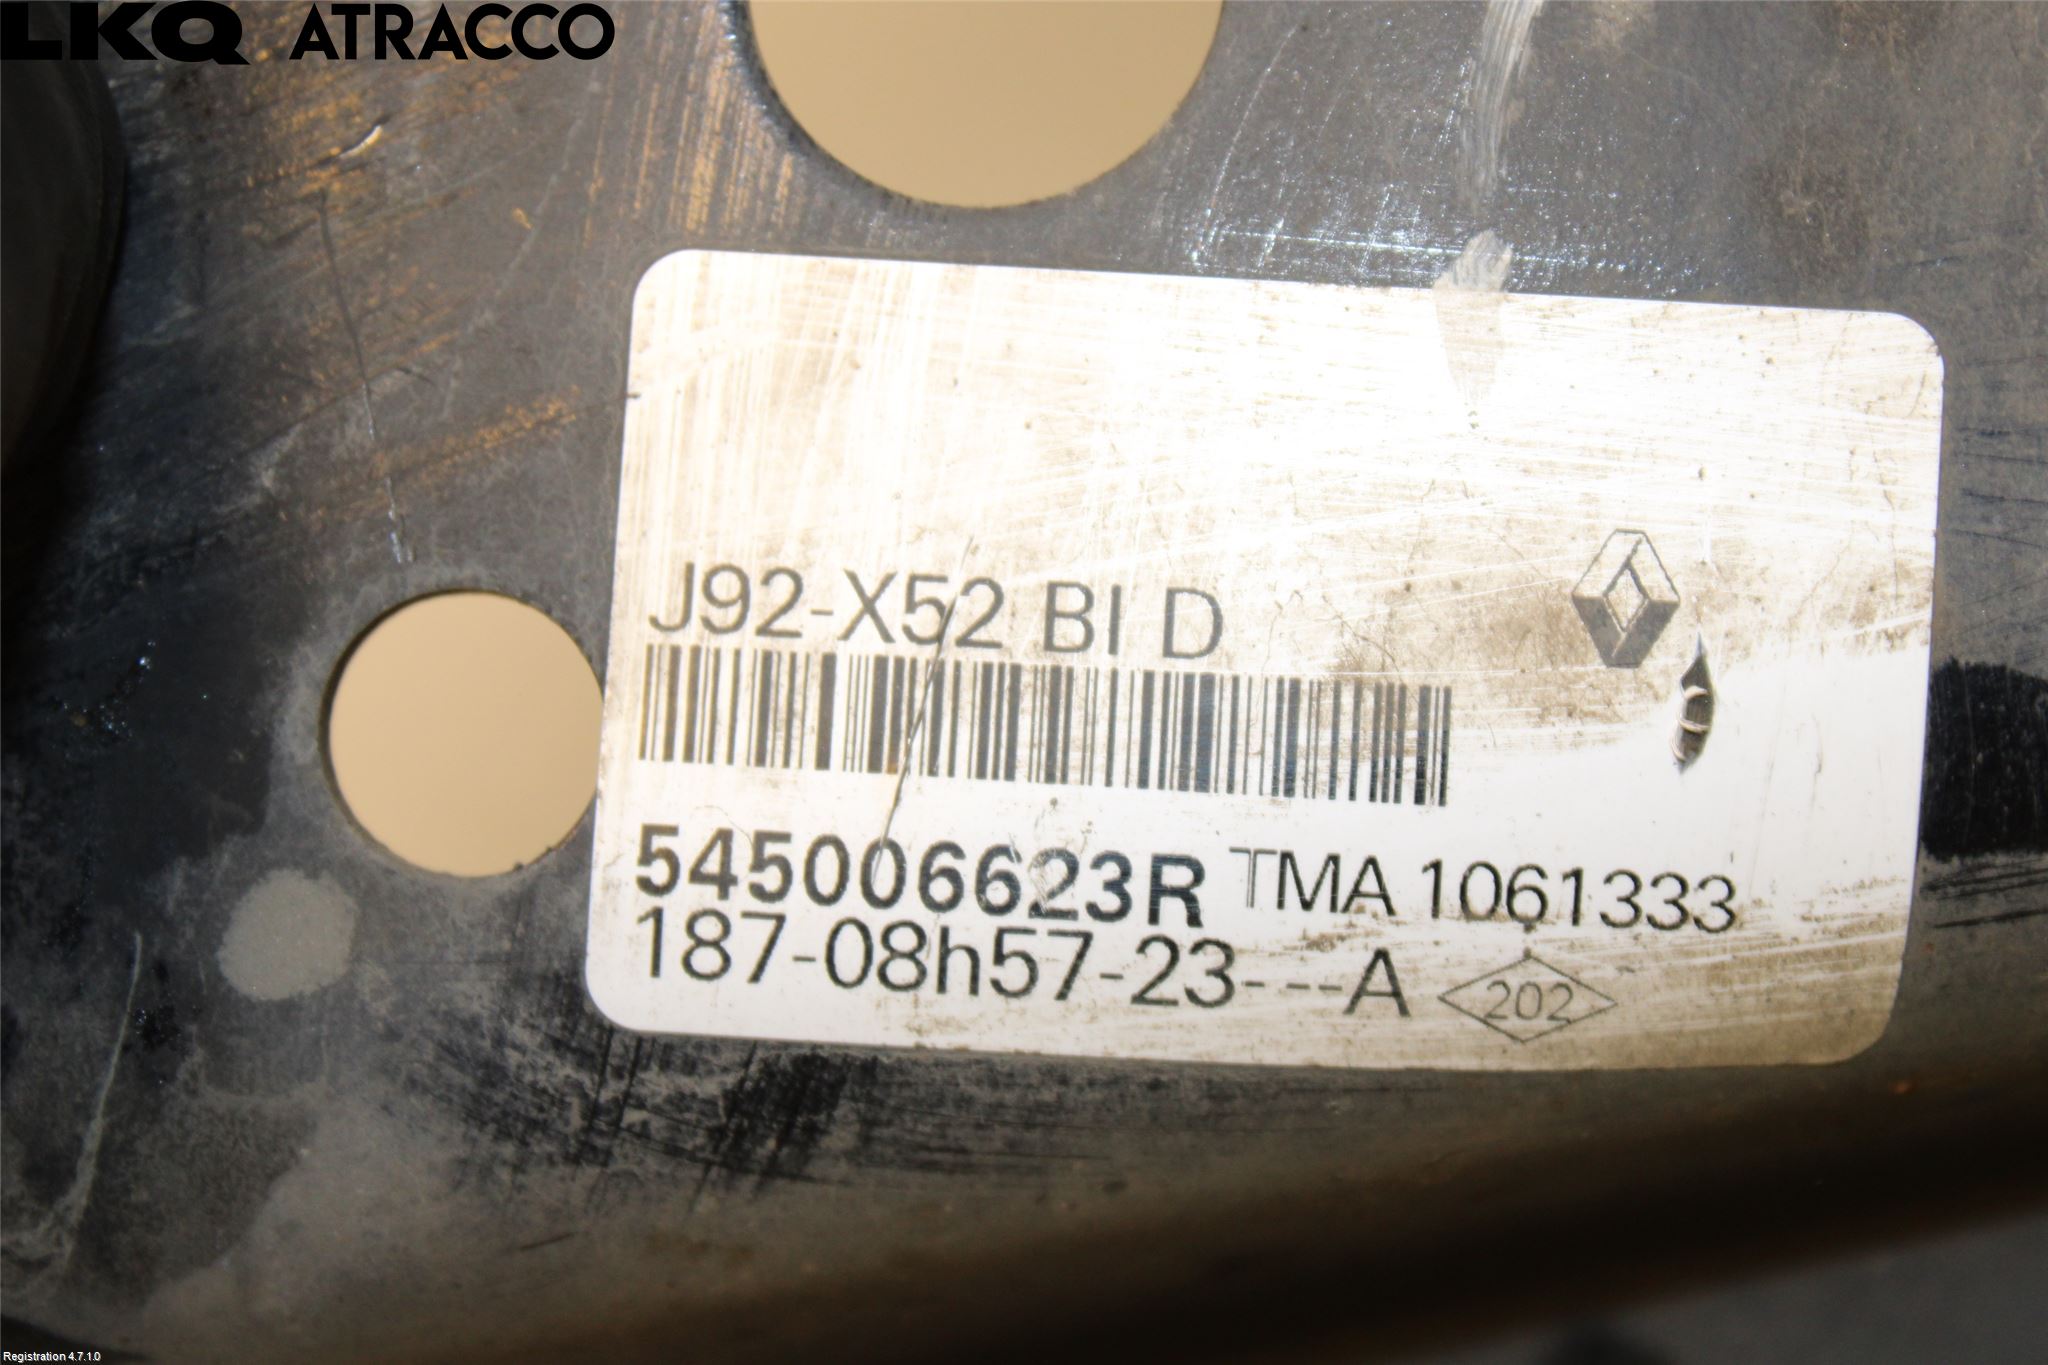 LKQ ATRACCO
J92-X52 BI D
545006623R TMA 1061333
187-08h57-23---A 202
Registration 4.7.1.0